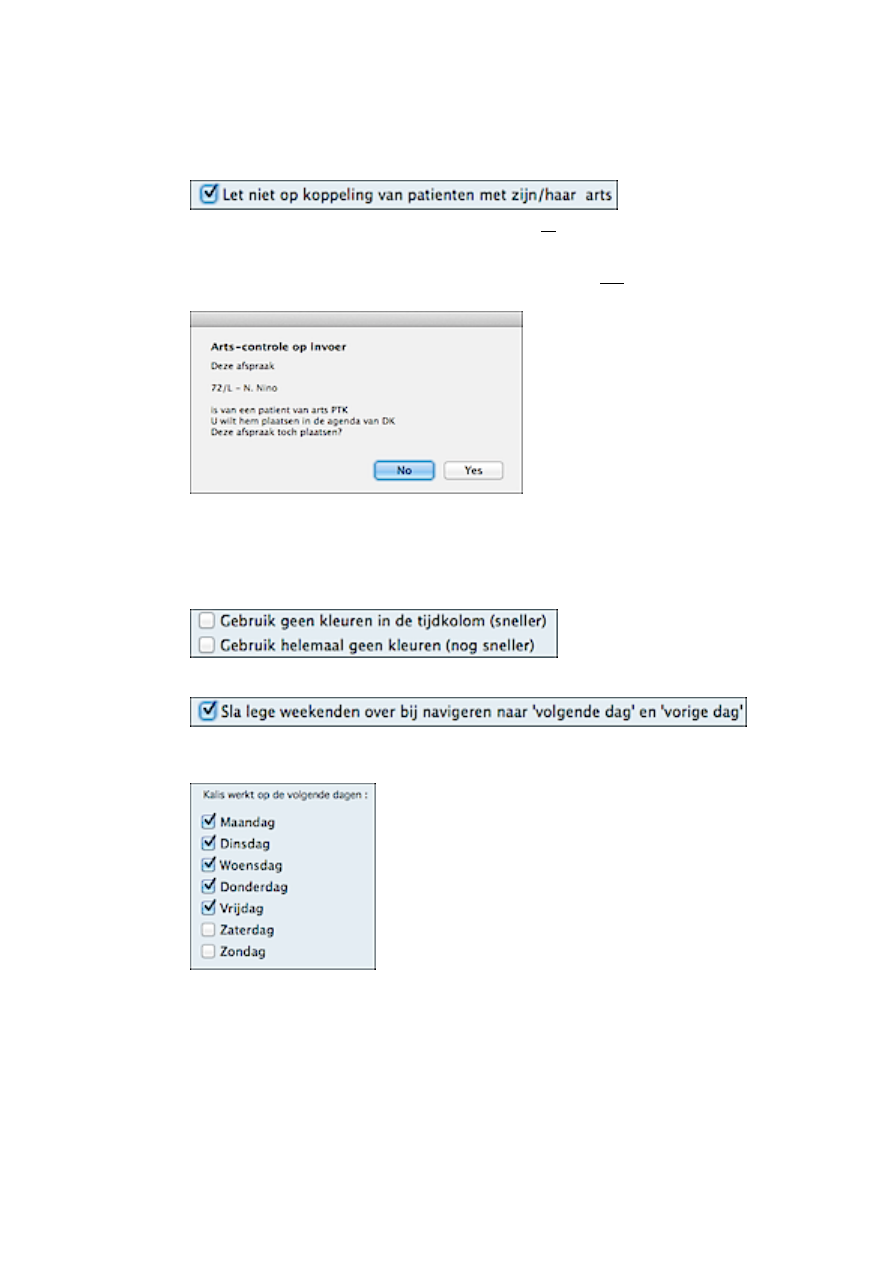 Let niet op koppeling van patienten met zijn/haar arts
Arts-controle op Invoer
Deze afspraak
72/L - N. Nino
is van een patient van arts PTK
U wilt hem plaatsen in de agenda van DK
Deze afspraak toch plaatsen?
No Yes
Gebruik geen kleuren in de tijdkolom (sneller)
Gebruik helemaal geen kleuren (nog sneller)
Sla lege weekenden over bij navigeren naar 'volgende dag' en 'vorige dag'
Kalis werkt op de volgende dagen :
Maandag
Dinsdag
Woensdag
Donderdag
Vrijdag
Zaterdag
Zondag